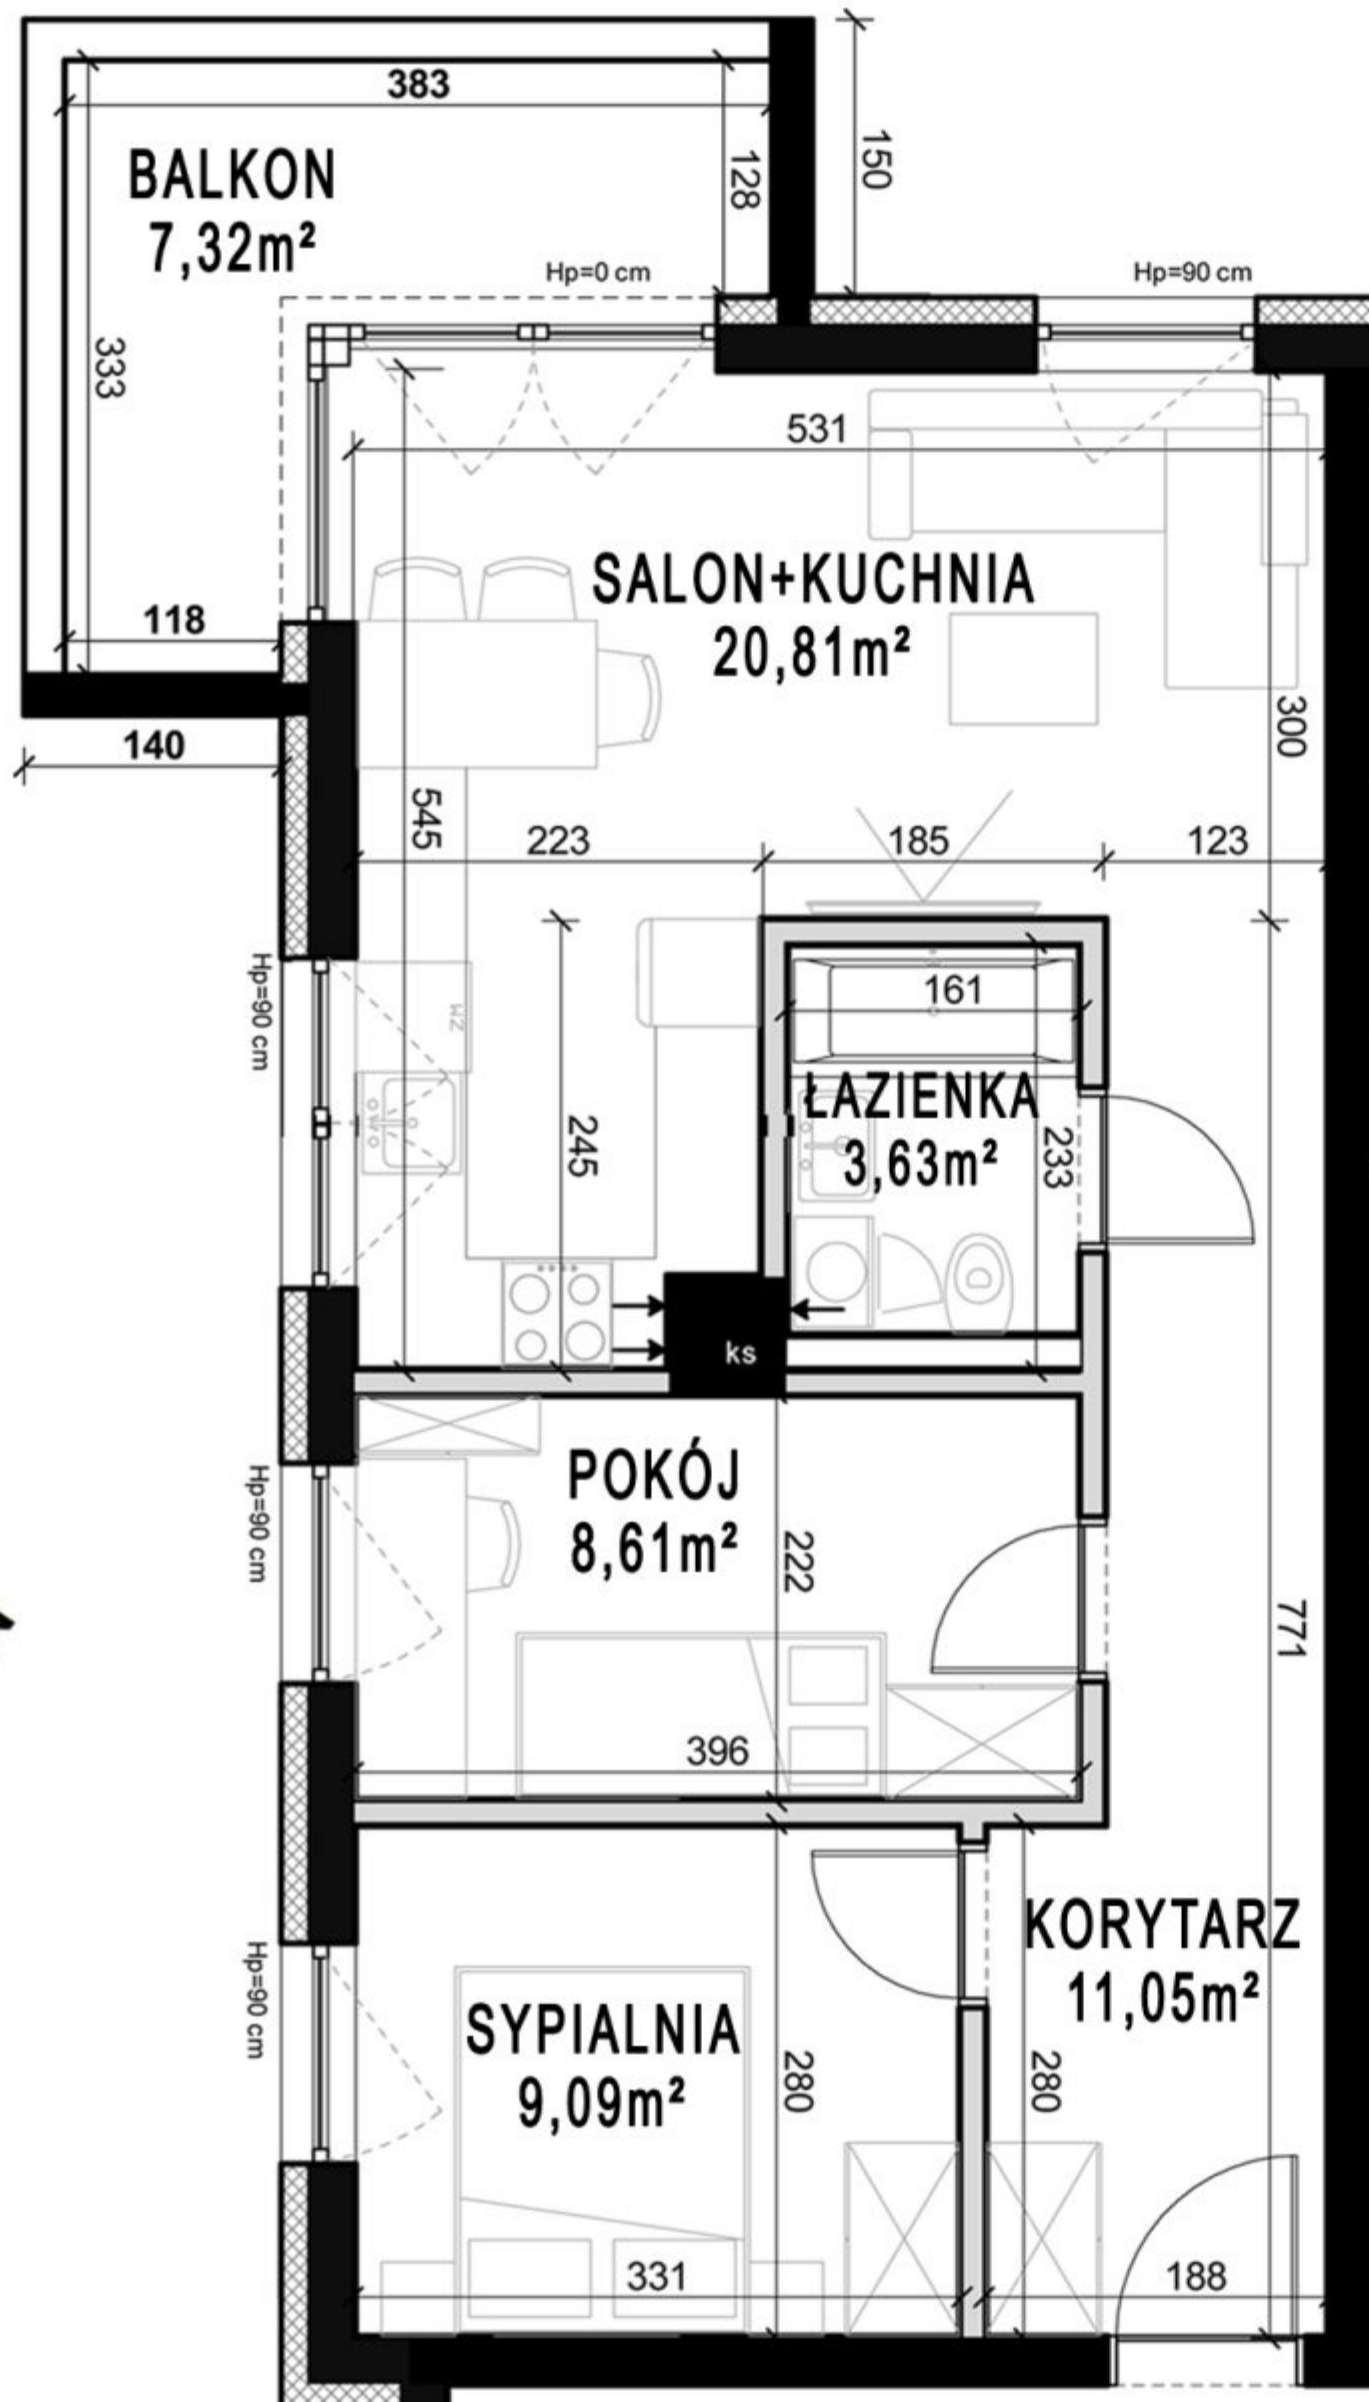 383
BALKON
7,32m²
128
150
Hp=0 cm
Hp=90 cm
333
531
SALON+KUCHNIA
20,81m²
118
300
140
545
223
185
123
Hp=90 cm
161
ZM
ŁAZIENKA
3,63m²
245
233
ks
POKÓJ
8,61m²
Hp=90 cm
222
771
396
KORYTARZ
11,05m²
Hp=90 cm
SYPIALNIA
9,09m²
280
280
331
188